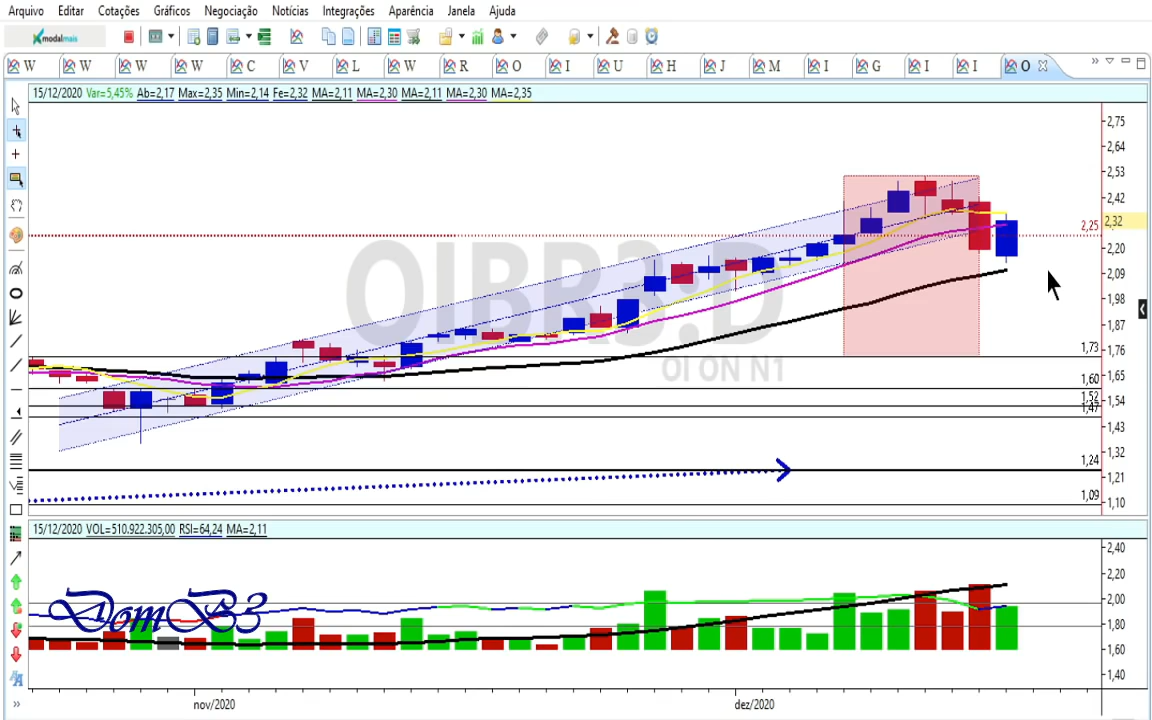 Arquivo Editar Cotações Gráficos Negociação Notícias Integrações Aparência Janela Ajuda
modalmais
W W W W C V L W R O I U H J M I G I I O
15/12/2020 Var=5,45% Ab=2,17 Max=2,35 Min=2,14 Fe=2,32 MA=2,11 MA=2,30 MA=2,11 MA=2,30 MA=2,35
2,75
2,64
2,53
2,42
2,25 2,32
2,20
2,09
1,98
1,87
1,73 1,76
1,65
1,60
1,52 1,54
1,47
1,43
1,32
1,24
1,21
1,09 1,10
OIBR3:D
OI ON N1
15/12/2020 VOL=510.922.305,00 RSI=64,24 MA=2,11
2,40
2,20
2,00
1,80
1,60
1,40
DomB3
nov/2020 dez/2020